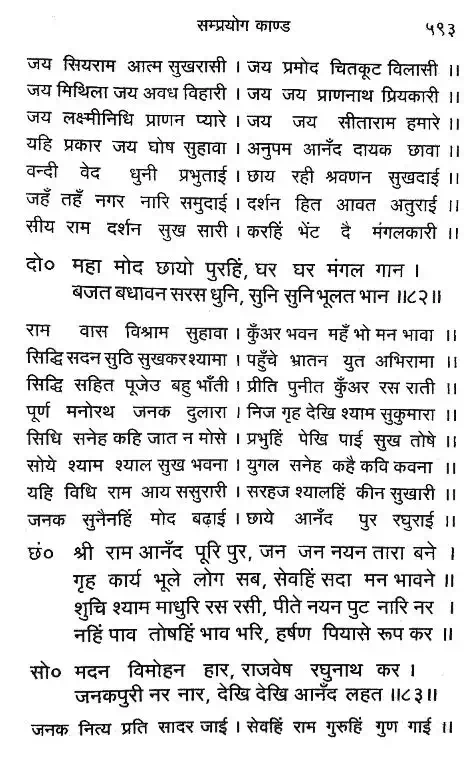 सम्प्रयोग काण्ड ५९३
जय सियराम आत्म सुखरासी । जय प्रमोद चितकूट विलासी ।।
जय मिथिला जय अवध विहारी । जय जय प्राणनाथ प्रियकारी ।।
जय लक्ष्मीनिधि प्राणन प्यारे । जय जय सीताराम हमारे ।।
यहि प्रकार जय घोष सुहावा । अनुपम आनँद दायक छावा ।।
वन्दी वेद धुनी प्रभुताई । छाय रही श्रवणन सुखदाई ।।
जहँ तहँ नगर नारि समुदाई । दर्शन हित आवत अतुराई ।।
सीय राम दर्शन सुख सारी । करहिं भेंट दै मंगलकारी ।।
दो० महा मोद छायो पुरहिं, घर घर मंगल गान ।
बजत बधावन सरस धुनि, सुनि सुनि भूलत भान ।।८२।।
राम वास विश्राम सुहावा । कुँअर भवन महँ भो मन भावा ।।
सिद्धि सदन सुठि सुखकर श्यामा । पहुँचे भ्रातन युत अभिरामा ।।
सिद्धि सहित पूजेउ बहु भाँती । प्रीति पुनीत कुँअर रस राती ।।
पूर्ण मनोरथ जनक दुलारा । निज गृह देखि श्याम सुकुमारा ।।
सिधि सनेह कहि जात न मोसे । प्रभुहिं पेखि पाई सुख तोषे ।।
सोये श्याम श्याल सुख भवना । युगल सनेह कहै कवि कवना ।।
यहि विधि राम आय ससुरारी । सरहज श्यालहिं कीन सुखारी ।।
जनक सुनैनहिं मोद बढ़ाई । छाये आनँद पुर रघुराई ।।
छं० श्री राम आनँद पूरि पुर, जन जन नयन तारा बने ।
गृह कार्य भूले लोग सब, सेवहिं सदा मन भावने ।।
शुचि श्याम माधुरि रस रसी, पीते नयन पुट नारि नर ।
नहिं पाव तोषहिं भाव भरि, हर्षण पियासे रूप कर ।।
सो० मदन विमोहन हार, राजवेष रघुनाथ कर ।
जनकपुरी नर नार, देखि देखि आनँद लहत ।।८३।।
जनक नित्य प्रति सादर जाई । सेवहिं राम गुरुहिं गुण गाई ।।